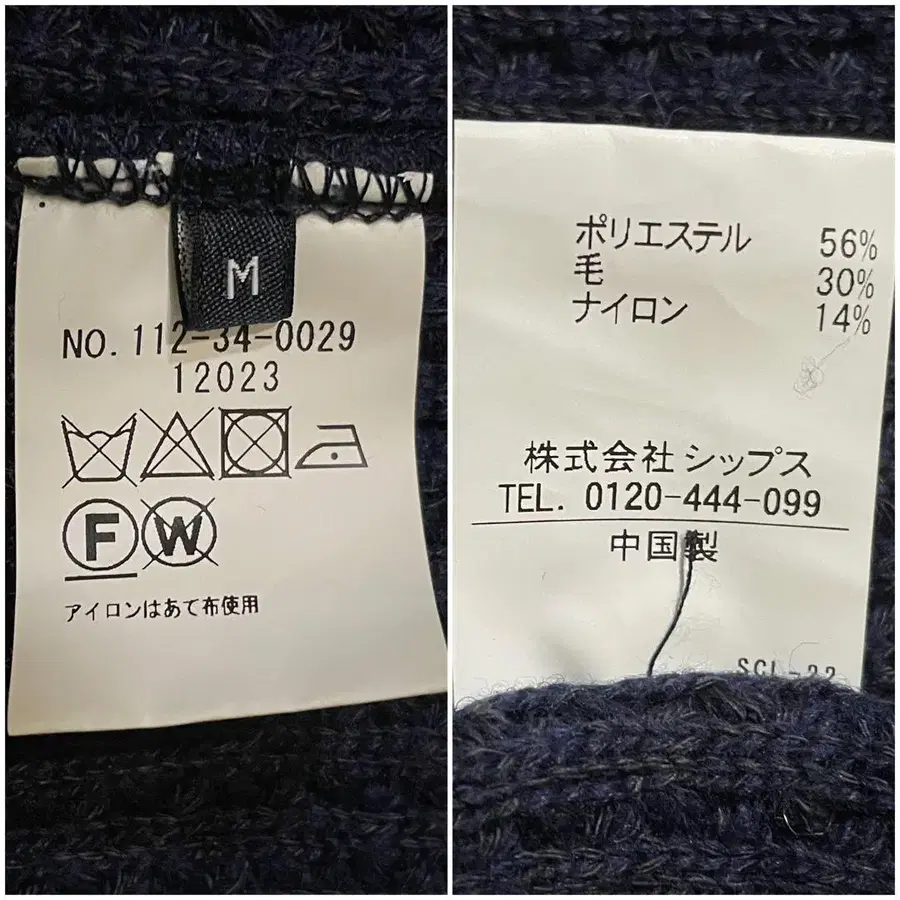 M
NO. 112-34-0029
12023
F W
アイロンはあて布使用
ポリエステル 56%
毛 30%
ナイロン 14%
株式会社 シップス
TEL. 0120-444-099
中国製